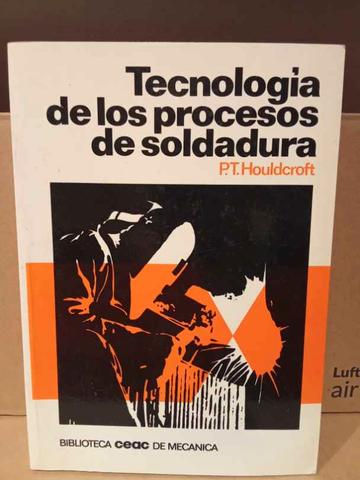 Tecnología
de los procesos
de soldadura
P.T. Houldcroft
BIBLIOTECA ceac DE MECANICA
Luft
air